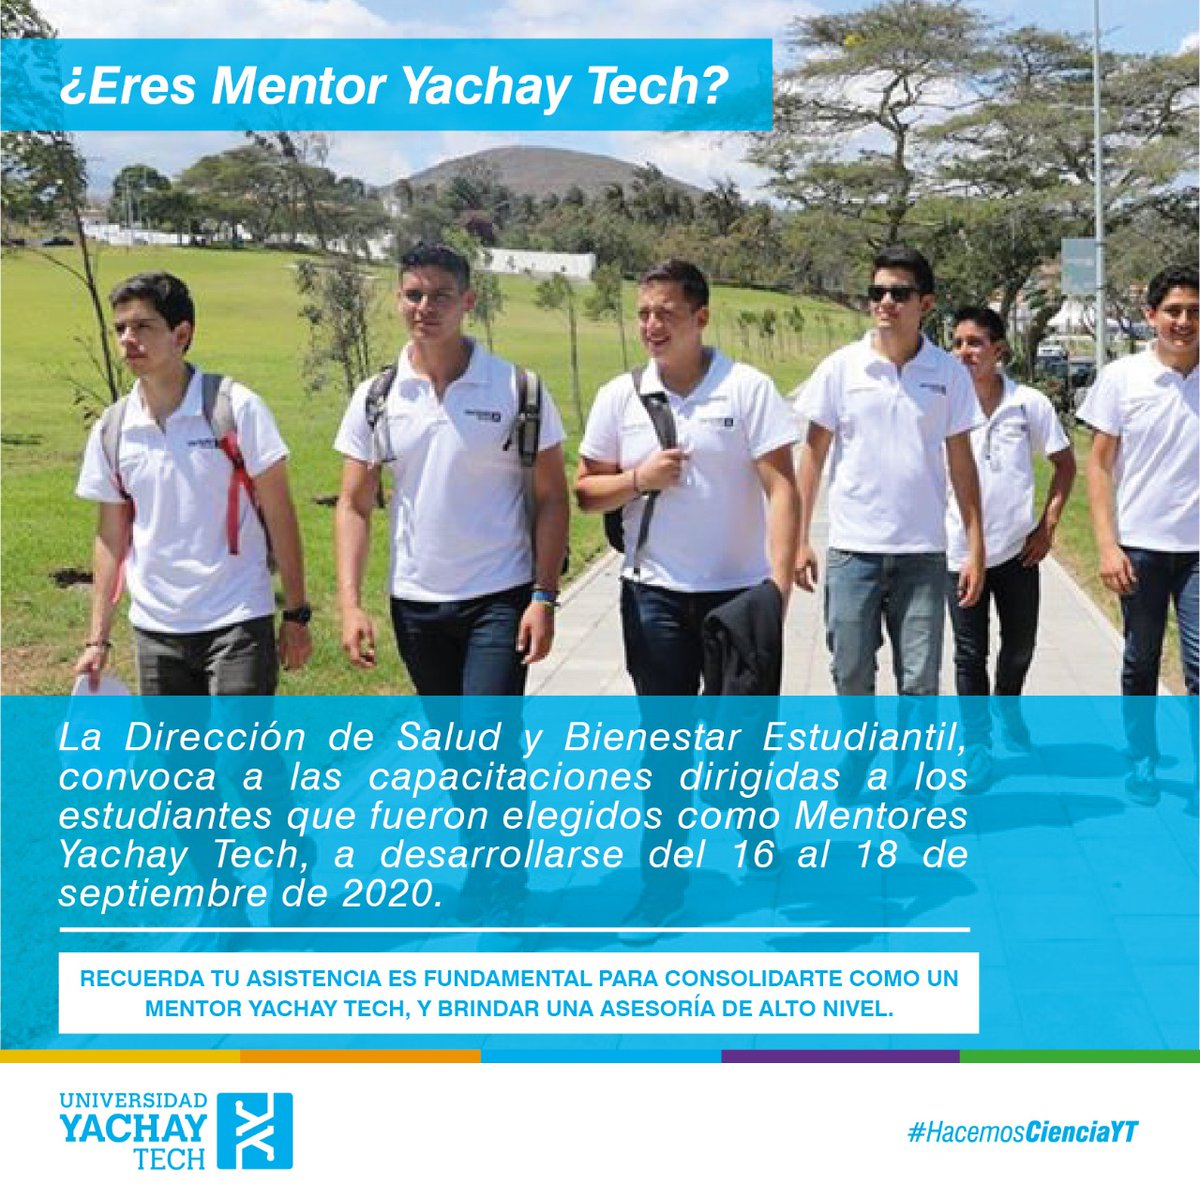 ¿Eres Mentor Yachay Tech?
La Dirección de Salud y Bienestar Estudiantil,
convoca a las capacitaciones dirigidas a los
estudiantes que fueron elegidos como Mentores
Yachay Tech, a desarrollarse del 16 al 18 de
septiembre de 2020.
RECUERDA TU ASISTENCIA ES FUNDAMENTAL PARA CONSOLIDARTE COMO UN
MENTOR YACHAY TECH, Y BRINDAR UNA ASESORÍA DE ALTO NIVEL.
UNIVERSIDAD
YACHAY
TECH
#HacemosCienciaYT